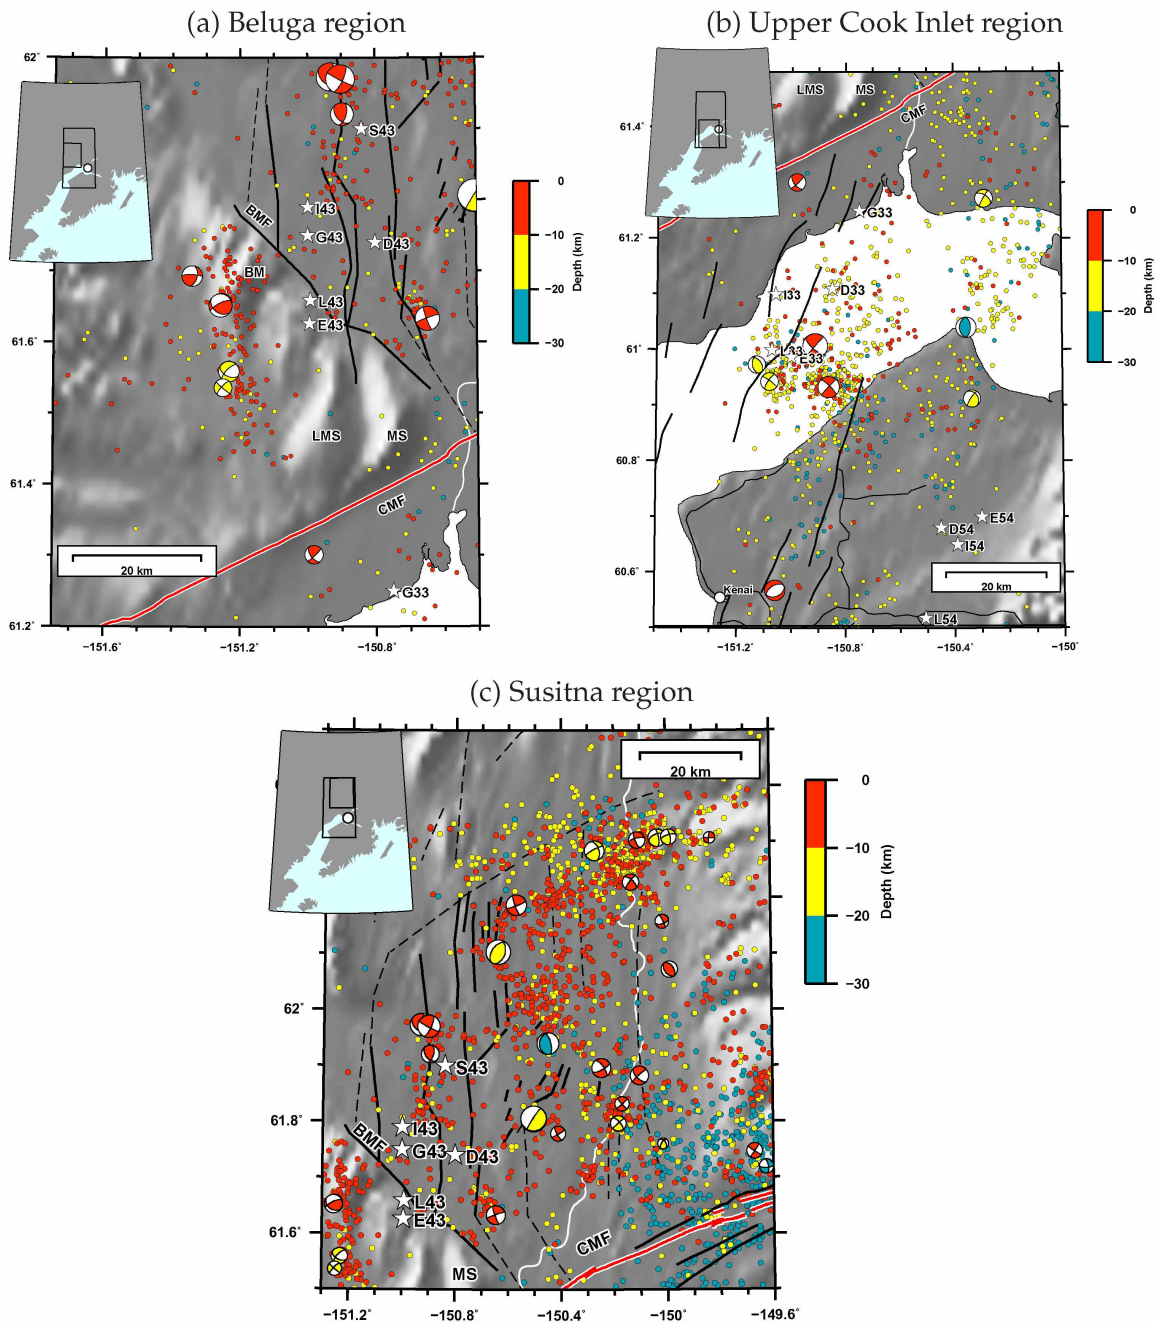 (a) Beluga region
62°
61.6°
61.4°
61.2°
−151.6°
−151.2°
−150.8°
S43
I43
G43
D43
BMF
BM
L43
E43
LMS
MS
CMF
G33
20 km
0
−10
−20
−30
Depth (km)
(b) Upper Cook Inlet region
61.4°
61.2°
61°
60.8°
60.6°
−151.2°
−150.8°
−150.4°
−150°
LMS
MS
CMF
G33
I33
D33
L33
E33
E54
D54
I54
L54
Kenai
20 km
0
−10
−20
−30
Depth (km)
(c) Susitna region
62°
61.8°
61.6°
−151.2°
−150.8°
−150.4°
−150°
−149.6°
20 km
S43
I43
BMF
G43
D43
L43
E43
CMF
MS
0
−10
−20
−30
Depth (km)